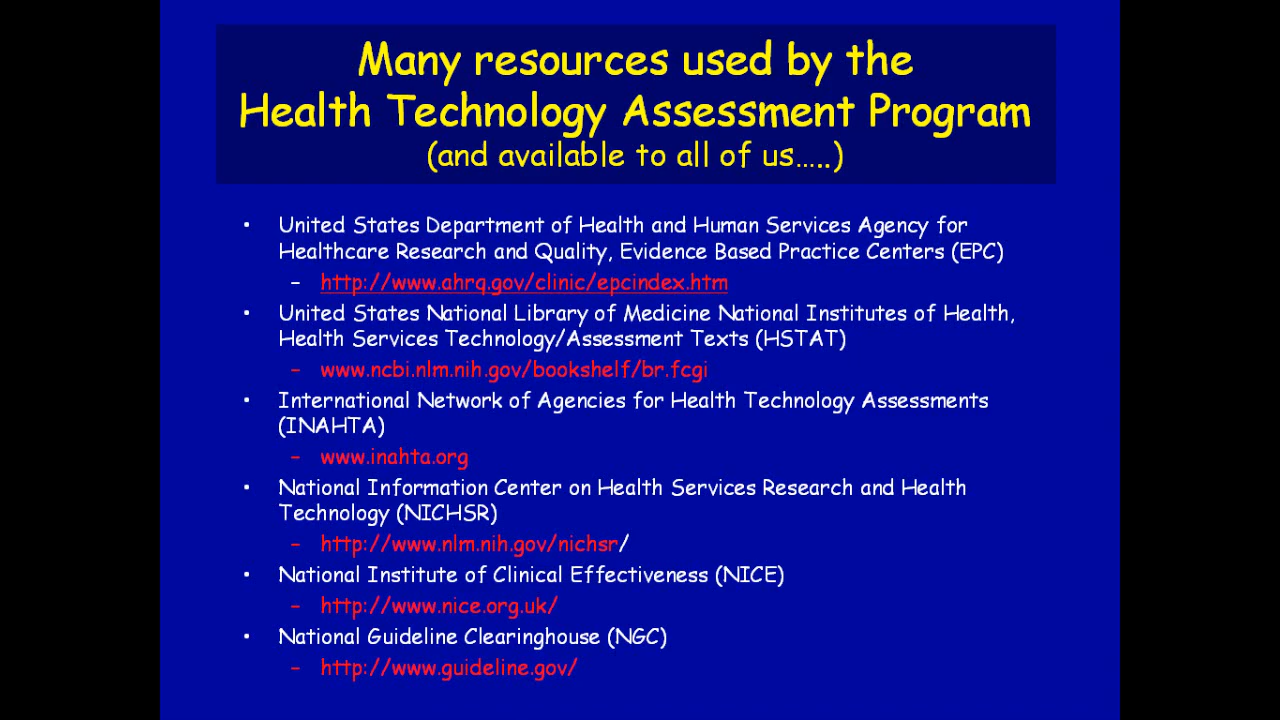 Many resources used by the
Health Technology Assessment Program
(and available to all of us…..)
• United States Department of Health and Human Services Agency for
Healthcare Research and Quality, Evidence Based Practice Centers (EPC)
– http://www.ahrq.gov/clinic/epcindex.htm
• United States National Library of Medicine National Institutes of Health,
Health Services Technology/Assessment Texts (HSTAT)
– www.ncbi.nlm.nih.gov/bookshelf/br.fcgi
• International Network of Agencies for Health Technology Assessments
(INAHTA)
– www.inahta.org
• National Information Center on Health Services Research and Health
Technology (NICHSR)
– http://www.nlm.nih.gov/nichsr/
• National Institute of Clinical Effectiveness (NICE)
– http://www.nice.org.uk/
• National Guideline Clearinghouse (NGC)
– http://www.guideline.gov/